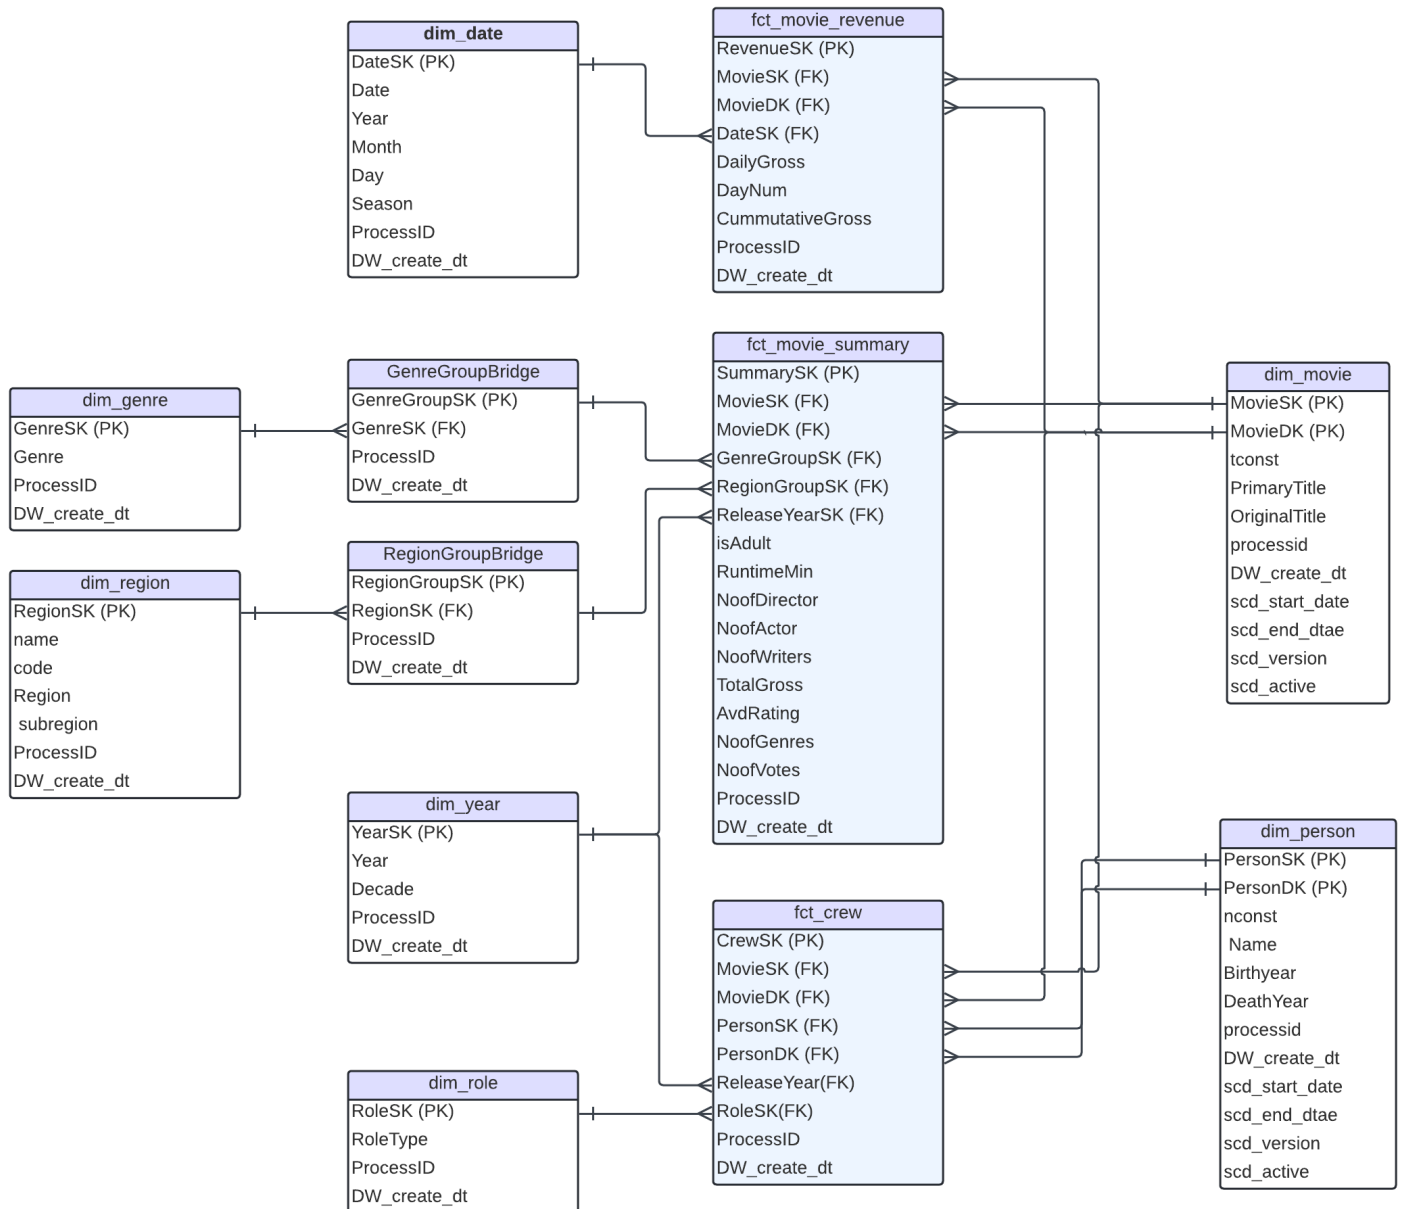 dim_date
DateSK (PK)
Date
Year
Month
Day
Season
ProcessID
DW_create_dt
fct_movie_revenue
RevenueSK (PK)
MovieSK (FK)
MovieDK (FK)
DateSK (FK)
DailyGross
DayNum
CummutativeGross
ProcessID
DW_create_dt
dim_genre
GenreSK (PK)
Genre
ProcessID
DW_create_dt
GenreGroupBridge
GenreGroupSK (PK)
GenreSK (FK)
ProcessID
DW_create_dt
fct_movie_summary
SummarySK (PK)
MovieSK (FK)
MovieDK (FK)
GenreGroupSK (FK)
RegionGroupSK (FK)
ReleaseYearSK (FK)
isAdult
RuntimeMin
NoofDirector
NoofActor
NoofWriters
TotalGross
AvdRating
NoofGenres
NoofVotes
ProcessID
DW_create_dt
dim_movie
MovieSK (PK)
MovieDK (PK)
tconst
PrimaryTitle
OriginalTitle
processid
DW_create_dt
scd_start_date
scd_end_dtae
scd_version
scd_active
dim_region
RegionSK (PK)
name
code
Region
subregion
ProcessID
DW_create_dt
RegionGroupBridge
RegionGroupSK (PK)
RegionSK (FK)
ProcessID
DW_create_dt
dim_year
YearSK (PK)
Year
Decade
ProcessID
DW_create_dt
fct_crew
CrewSK (PK)
MovieSK (FK)
MovieDK (FK)
PersonSK (FK)
PersonDK (FK)
ReleaseYear(FK)
RoleSK(FK)
ProcessID
DW_create_dt
dim_person
PersonSK (PK)
PersonDK (PK)
nconst
Name
Birthyear
DeathYear
processid
DW_create_dt
scd_start_date
scd_end_dtae
scd_version
scd_active
dim_role
RoleSK (PK)
RoleType
ProcessID
DW_create_dt